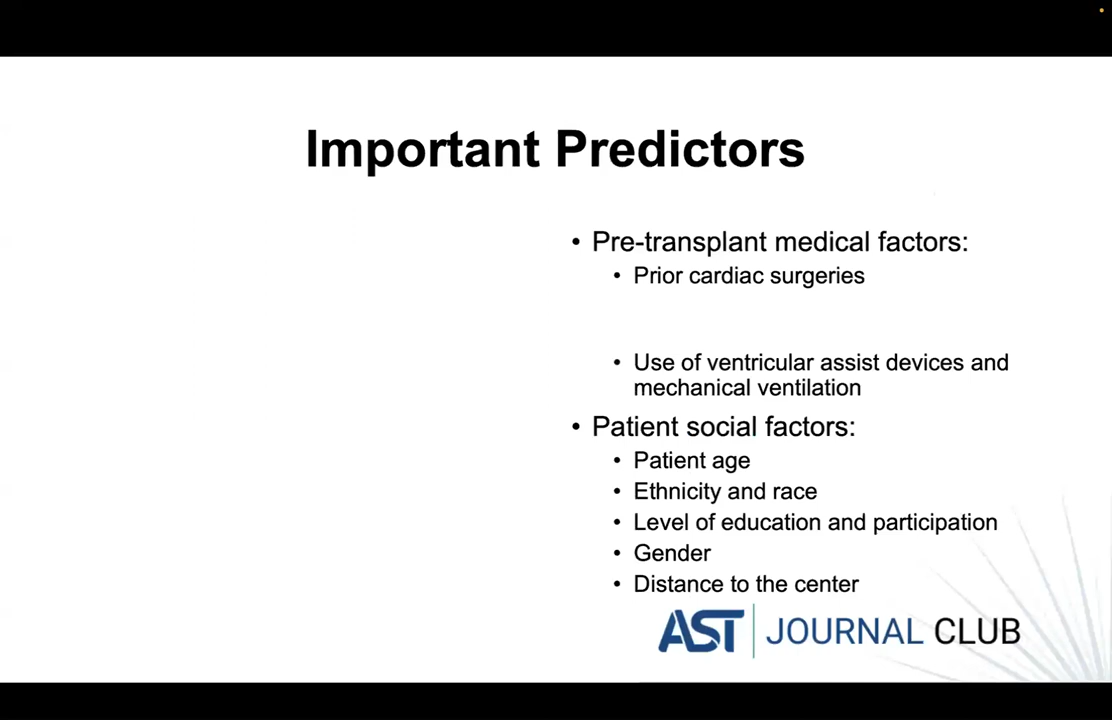 Important Predictors
• Pre-transplant medical factors:
• Prior cardiac surgeries
• Use of ventricular assist devices and
mechanical ventilation
• Patient social factors:
• Patient age
• Ethnicity and race
• Level of education and participation
• Gender
• Distance to the center
AST JOURNAL CLUB